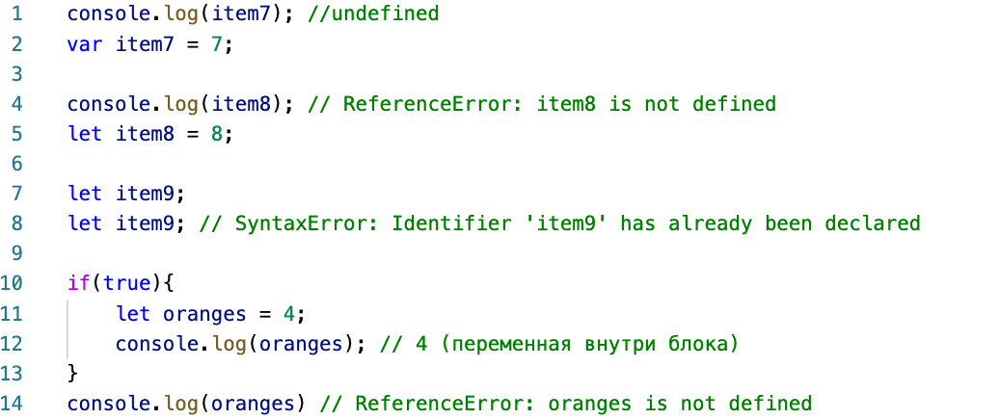 1 console.log(item7); //undefined
2 var item7 = 7;
3
4 console.log(item8); // ReferenceError: item8 is not defined
5 let item8 = 8;
6
7 let item9;
8 let item9; // SyntaxError: Identifier 'item9' has already been declared
9
10 if(true){
11 let oranges = 4;
12 console.log(oranges); // 4 (переменная внутри блока)
13 }
14 console.log(oranges) // ReferenceError: oranges is not defined